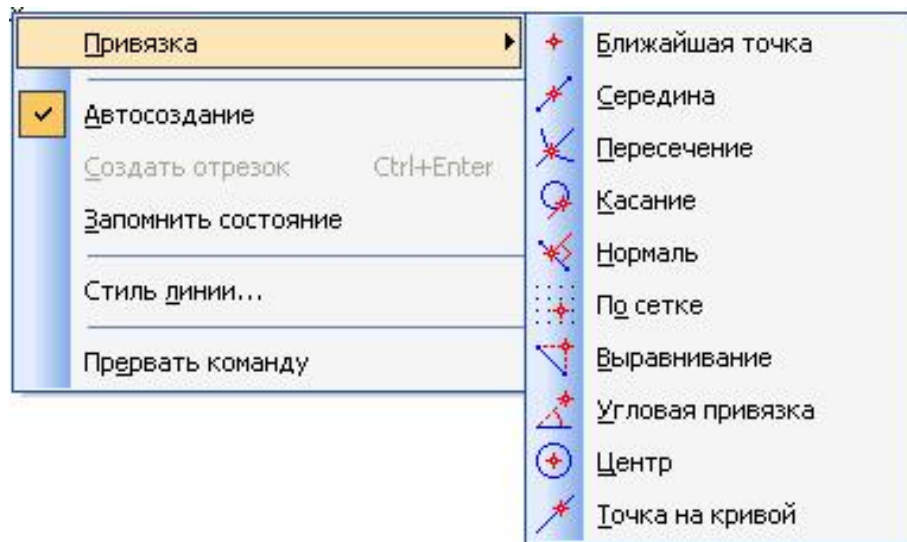 Привязка
Автосоздание
Создать отрезок Ctrl+Enter
Запомнить состояние
Стиль линии...
Прервать команду
Ближайшая точка
Середина
Пересечение
Касание
Нормаль
По сетке
Выравнивание
Угловая привязка
Центр
Точка на кривой